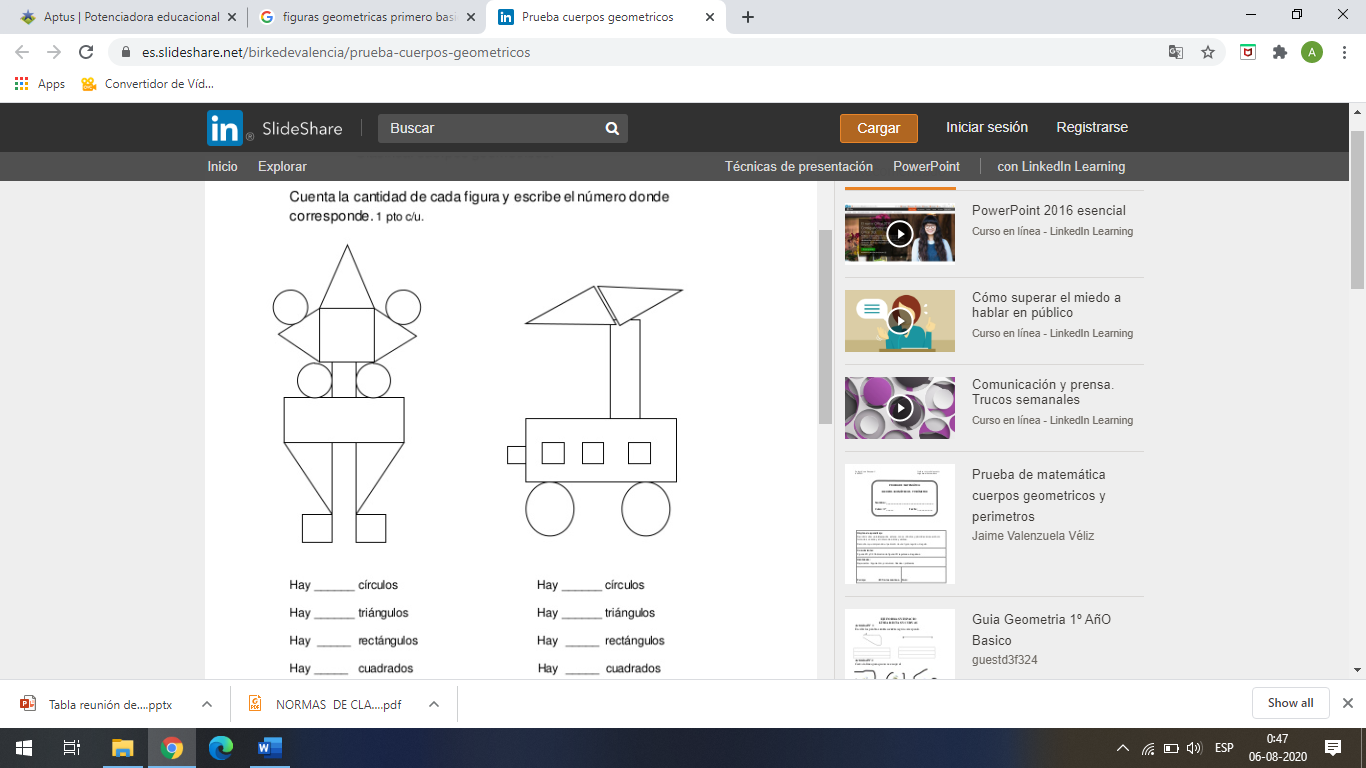 Aptus | Potenciadora educacional
figuras geometricas primero basi
Prueba cuerpos geometricos
es.slideshare.net/birkedevalencia/prueba-cuerpos-geometricos
A
Apps
Convertidor de Víd...
in
SlideShare
Buscar
Cargar
Iniciar sesión
Registrarse
Inicio
Explorar
Técnicas de presentación
PowerPoint
con LinkedIn Learning
Cuenta la cantidad de cada figura y escribe el número donde
corresponde. 1 pto c/u.
Hay ______ círculos
Hay ______ triángulos
Hay _____ rectángulos
Hay _____ cuadrados
Hay ______ círculos
Hay ______ triángulos
Hay _____ rectángulos
Hay _____ cuadrados
PowerPoint 2016 esencial
Curso en línea - LinkedIn Learning
Cómo superar el miedo a
hablar en público
Curso en línea - LinkedIn Learning
Comunicación y prensa.
Trucos semanales
Curso en línea - LinkedIn Learning
Prueba de matemática
cuerpos geometricos y
perimetros
Jaime Valenzuela Véliz
Guia Geometria 1º AñO
Basico
guestd3f324
Tabla reunión de....pptx
NORMAS DE CLA....pdf
Show all
ESP
0:47
06-08-2020